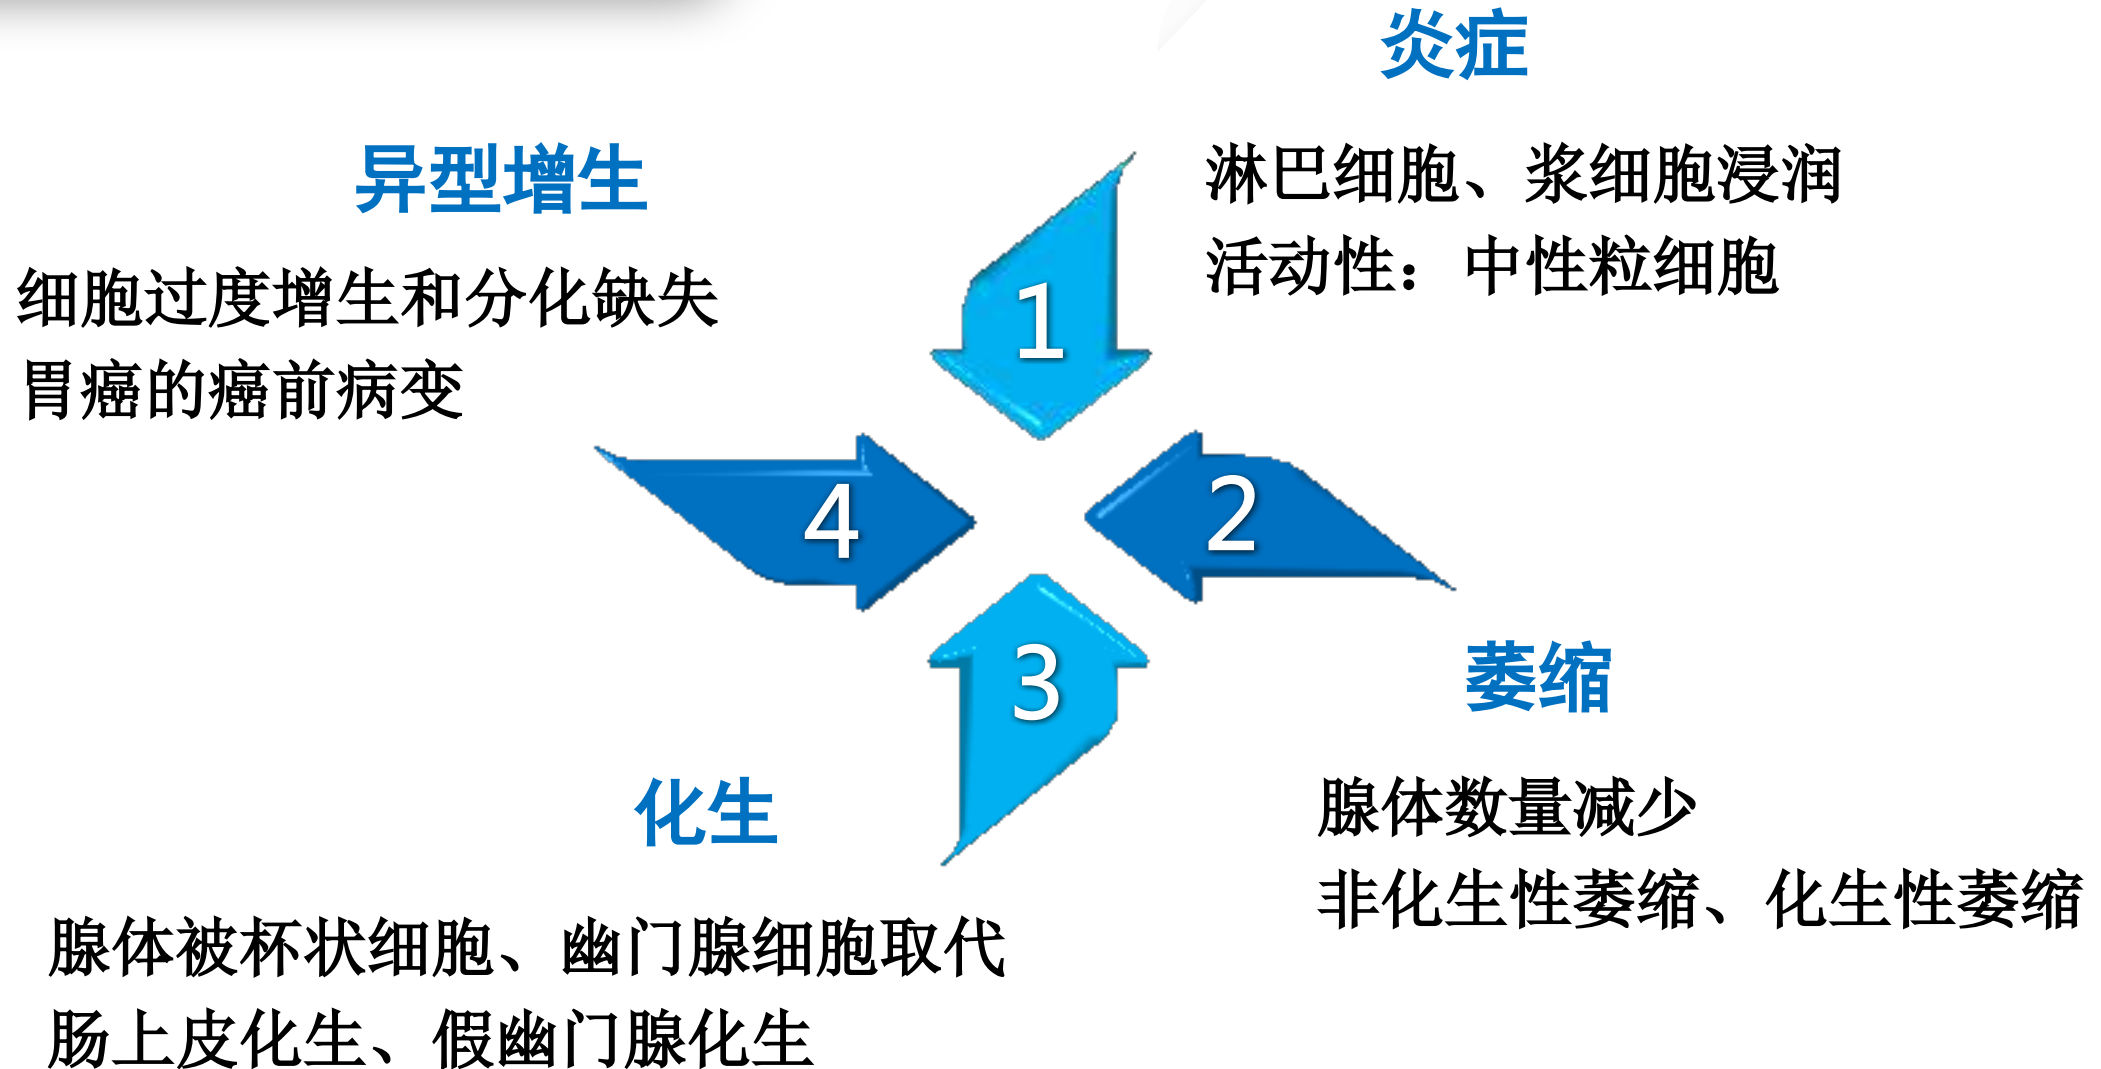 炎症
淋巴细胞、浆细胞浸润
活动性：中性粒细胞
异型增生
细胞过度增生和分化缺失
胃癌的癌前病变
1
2
3
4
萎缩
腺体数量减少
非化生性萎缩、化生性萎缩
化生
腺体被杯状细胞、幽门腺细胞取代
肠上皮化生、假幽门腺化生